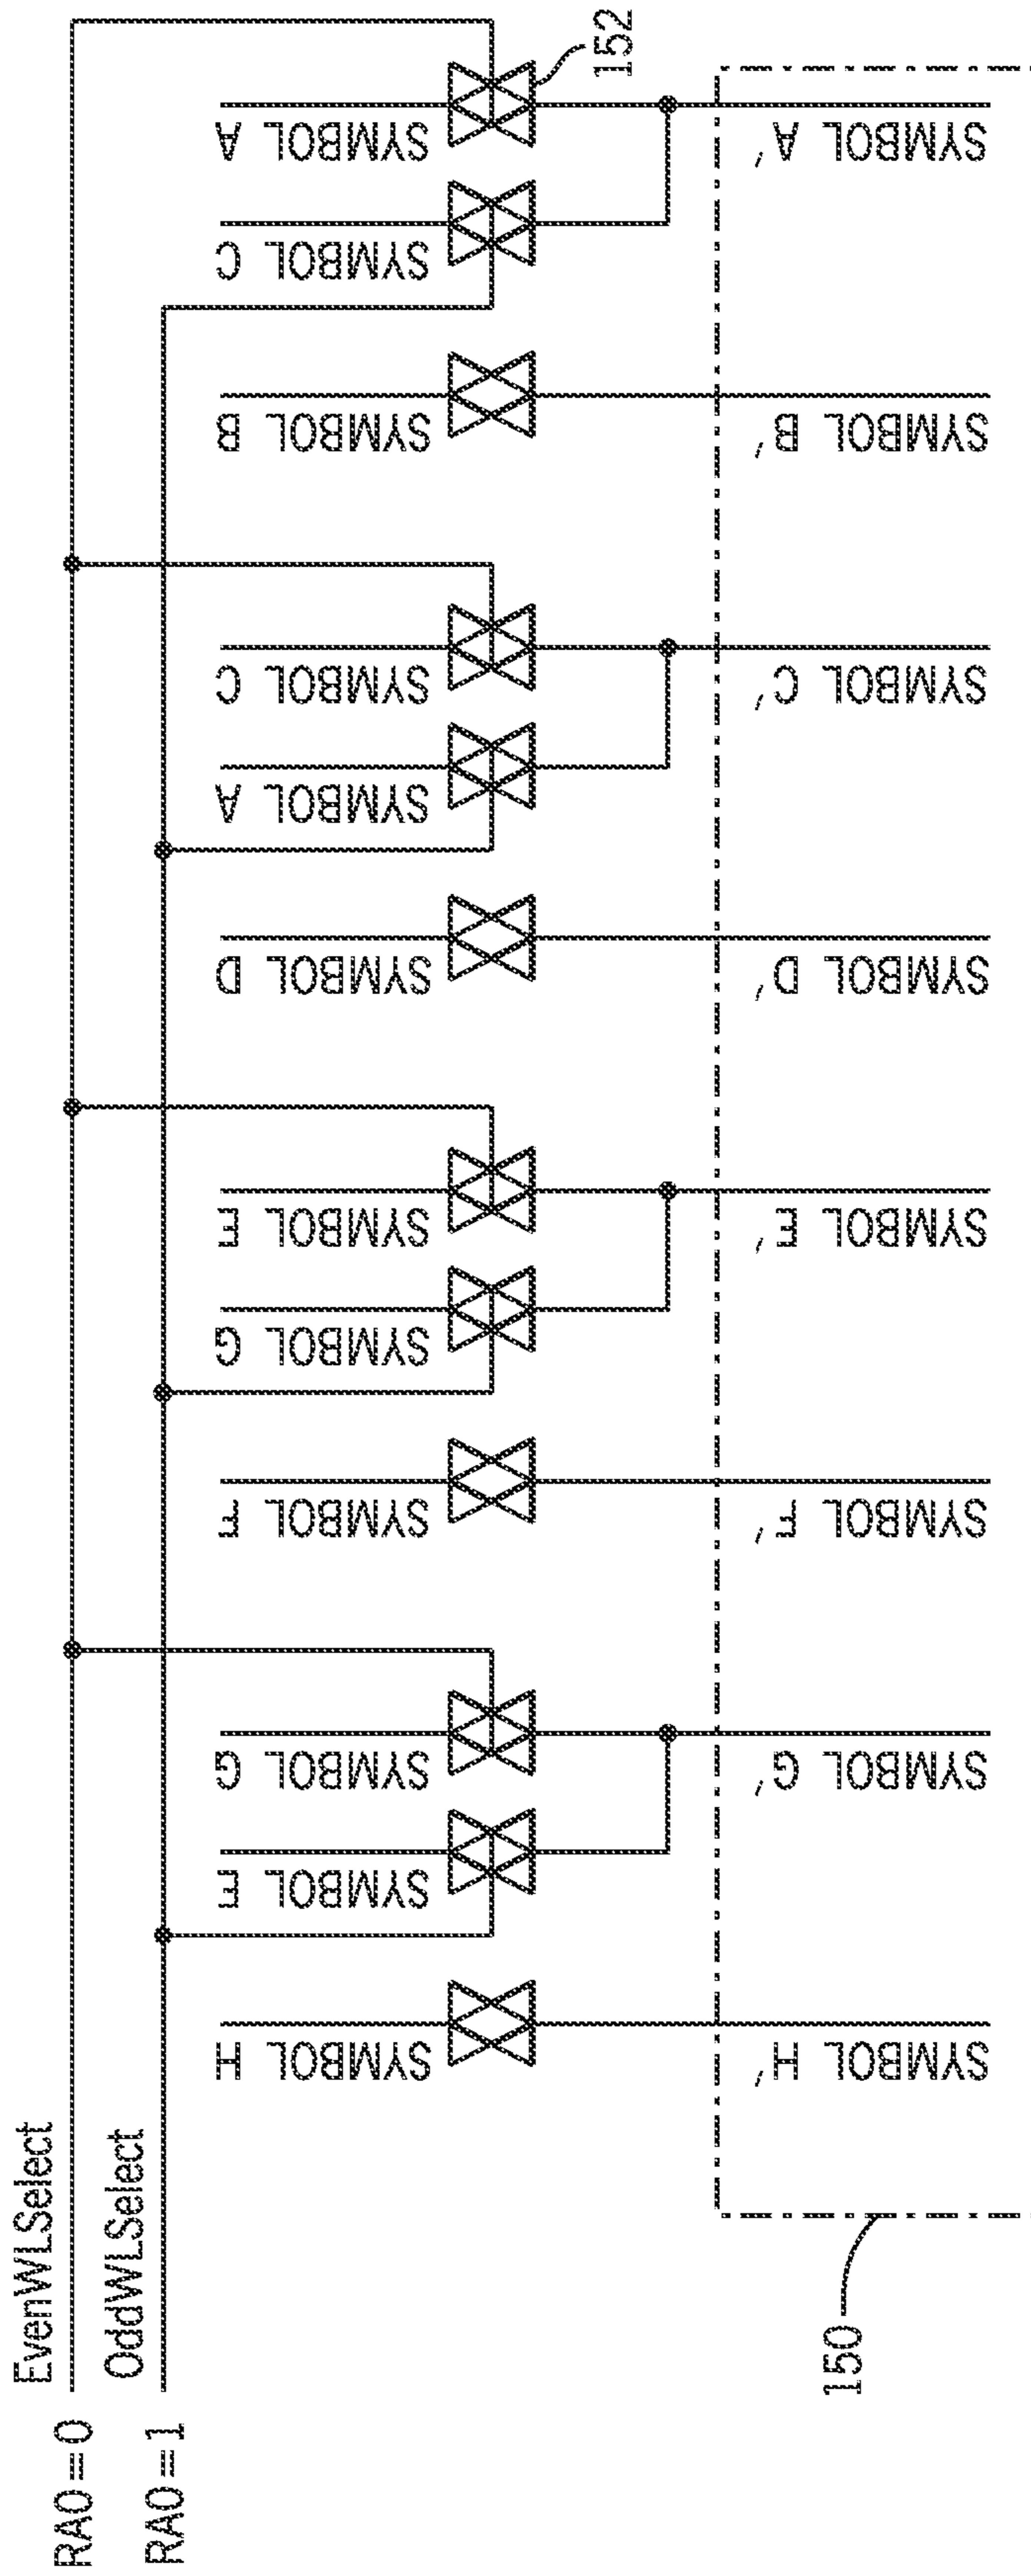 RA0=0 EvenWLSelect
RA0=1 OddWLSelect
SYMBOL H
SYMBOL E
SYMBOL G
SYMBOL F
SYMBOL G
SYMBOL E
SYMBOL D
SYMBOL A
SYMBOL C
SYMBOL B
SYMBOL C
SYMBOL A
152
150
SYMBOL H'
SYMBOL G'
SYMBOL F'
SYMBOL E'
SYMBOL D'
SYMBOL C'
SYMBOL B'
SYMBOL A'